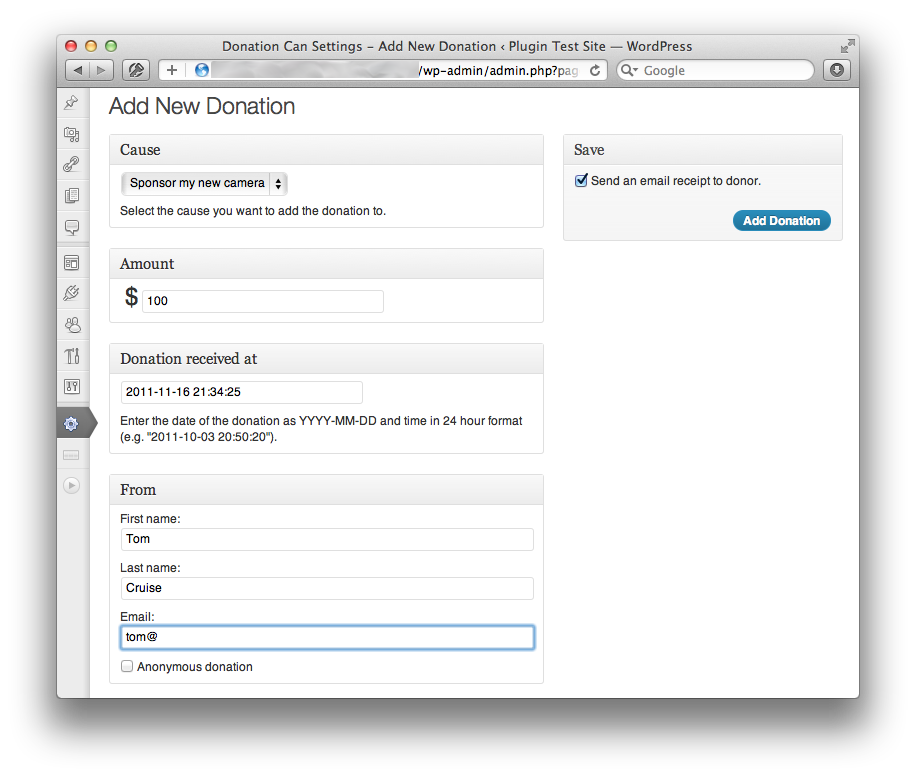 Donation Can Settings – Add New Donation ‹ Plugin Test Site — WordPress
/wp-admin/admin.php?pag
Google
Add New Donation
Cause
Sponsor my new camera
Select the cause you want to add the donation to.
Save
Send an email receipt to donor.
Add Donation
Amount
$ 100
Donation received at
2011-11-16 21:34:25
Enter the date of the donation as YYYY-MM-DD and time in 24 hour format
(e.g. "2011-10-03 20:50:20").
From
First name:
Tom
Last name:
Cruise
Email:
tom@
Anonymous donation